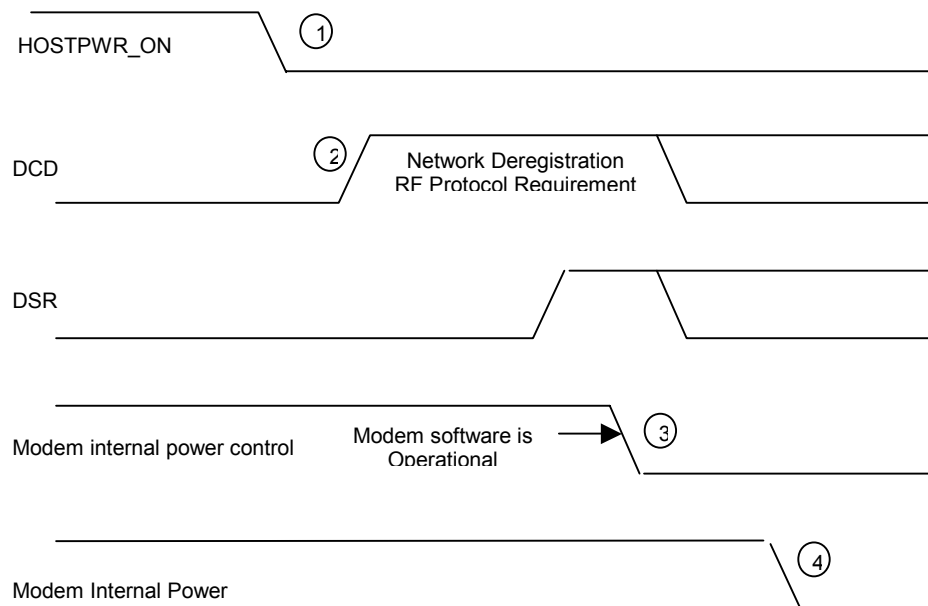 1
HOSTPWR_ON
2
DCD
Network Deregistration
RF Protocol Requirement
DSR
3
Modem internal power control
Modem software is
Operational
4
Modem Internal Power